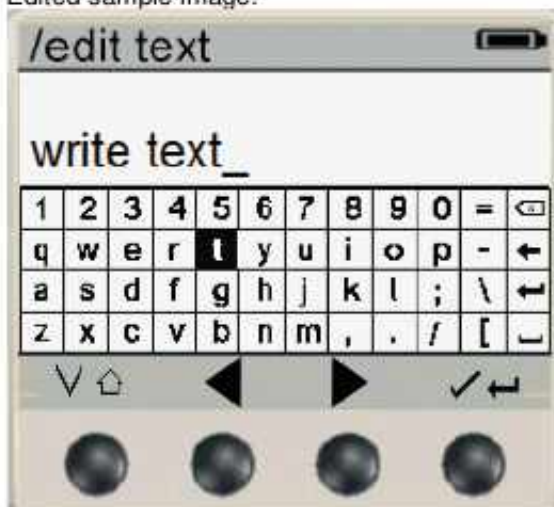 Edited sample image.
/edit text
write text_
1 2 3 4 5 6 7 8 9 0 =
q w e r t y u i o p -
a s d f g h j k l ; \
z x c v b n m , . / [